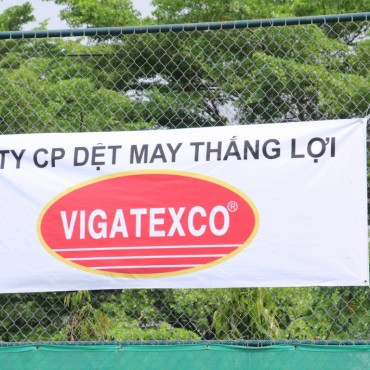 TY CP DỆT MAY THẮNG LỢI
VIGATEXCO®